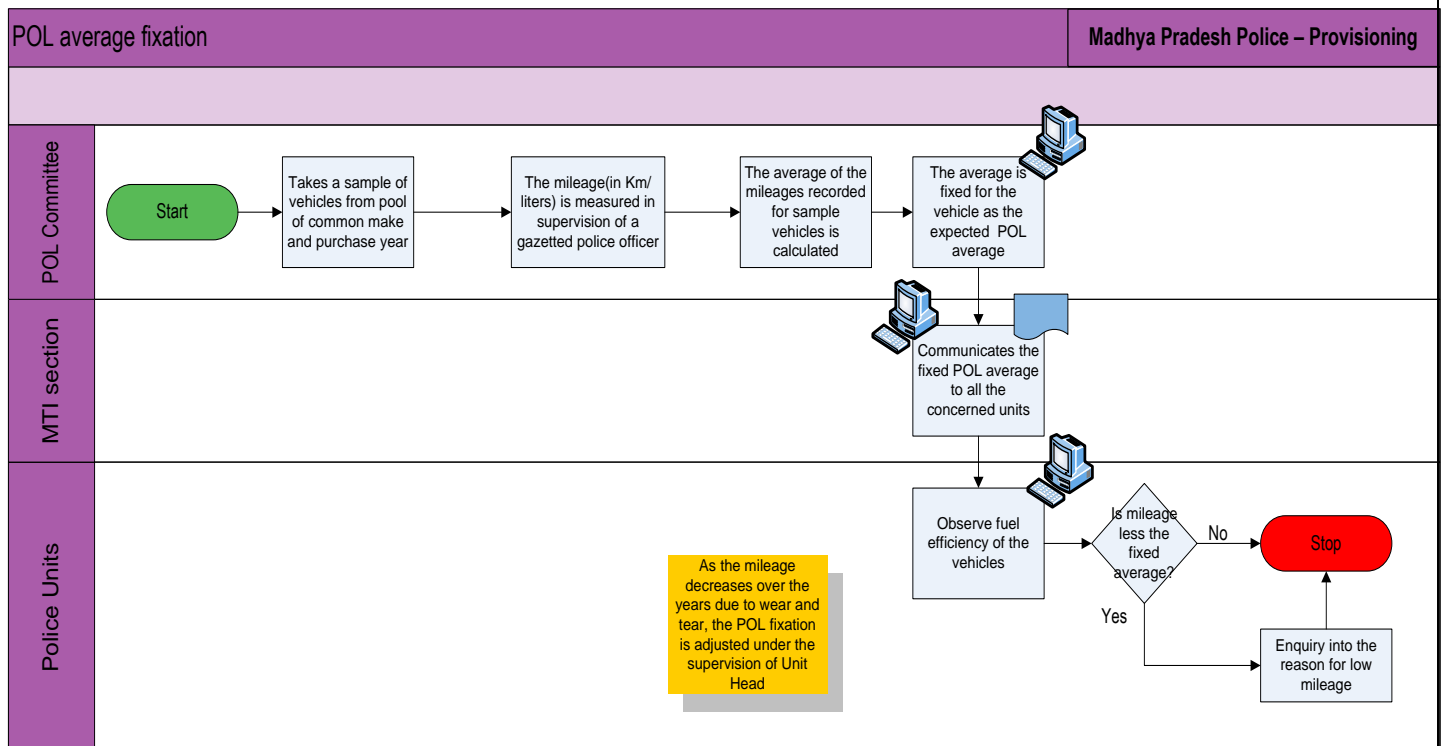 POL average fixation
Madhya Pradesh Police – Provisioning
POL Committee
Start
Takes a sample of
vehicles from pool
of common make
and purchase year
The mileage(in Km/
liters) is measured in
supervision of a
gazetted police officer
The average of the
mileages recorded
for sample
vehicles is
calculated
The average is
fixed for the
vehicle as the
expected POL
average
MTI section
Communicates the
fixed POL average
to all the
concerned units
Police Units
Observe fuel
efficiency of the
vehicles
Is mileage
less the
fixed
average?
No
Stop
Yes
Enquiry into the
reason for low
mileage
As the mileage
decreases over the
years due to wear and
tear, the POL fixation
is adjusted under the
supervision of Unit
Head